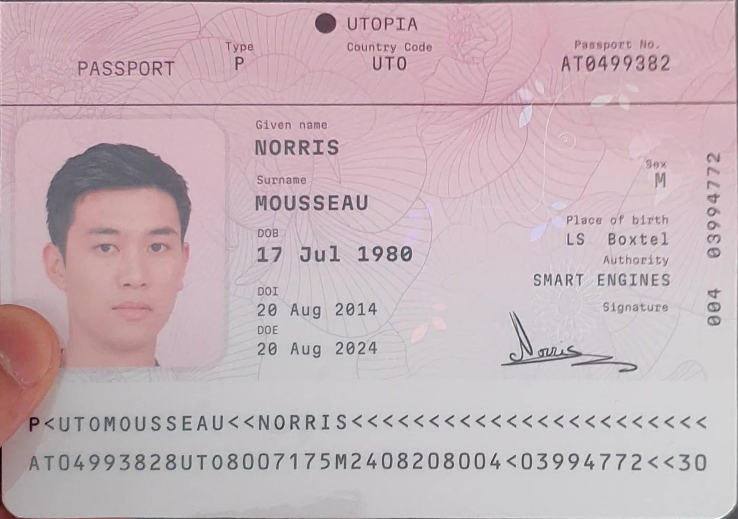 UTOPIA
PASSPORT
Type
P
Country Code
UTO
Passport No.
AT0499382
Given name
NORRIS
Surname
MOUSSEAU
DOB
17 Jul 1980
DOI
20 Aug 2014
DOE
20 Aug 2024
Sex
M
Place of birth
LS Boxtel
Authority
SMART ENGINES
Signature
Norris
004 03994772
P<UTOMOUSSEAU<<NORRIS<<<<<<<<<<<<<<<<<<<<<<<
AT04993828UTO8007175M2408208004<03994772<<30